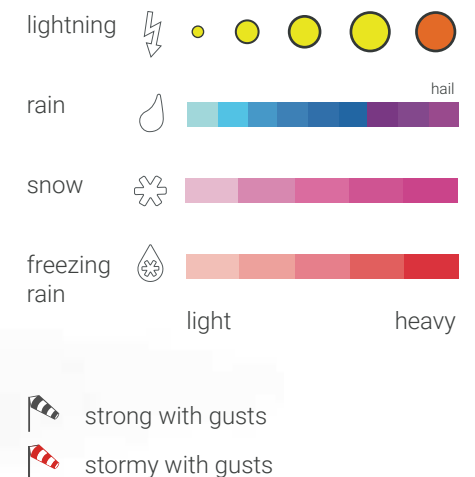 lightning
hail
rain
snow
freezing
rain
light heavy
strong with gusts
stormy with gusts